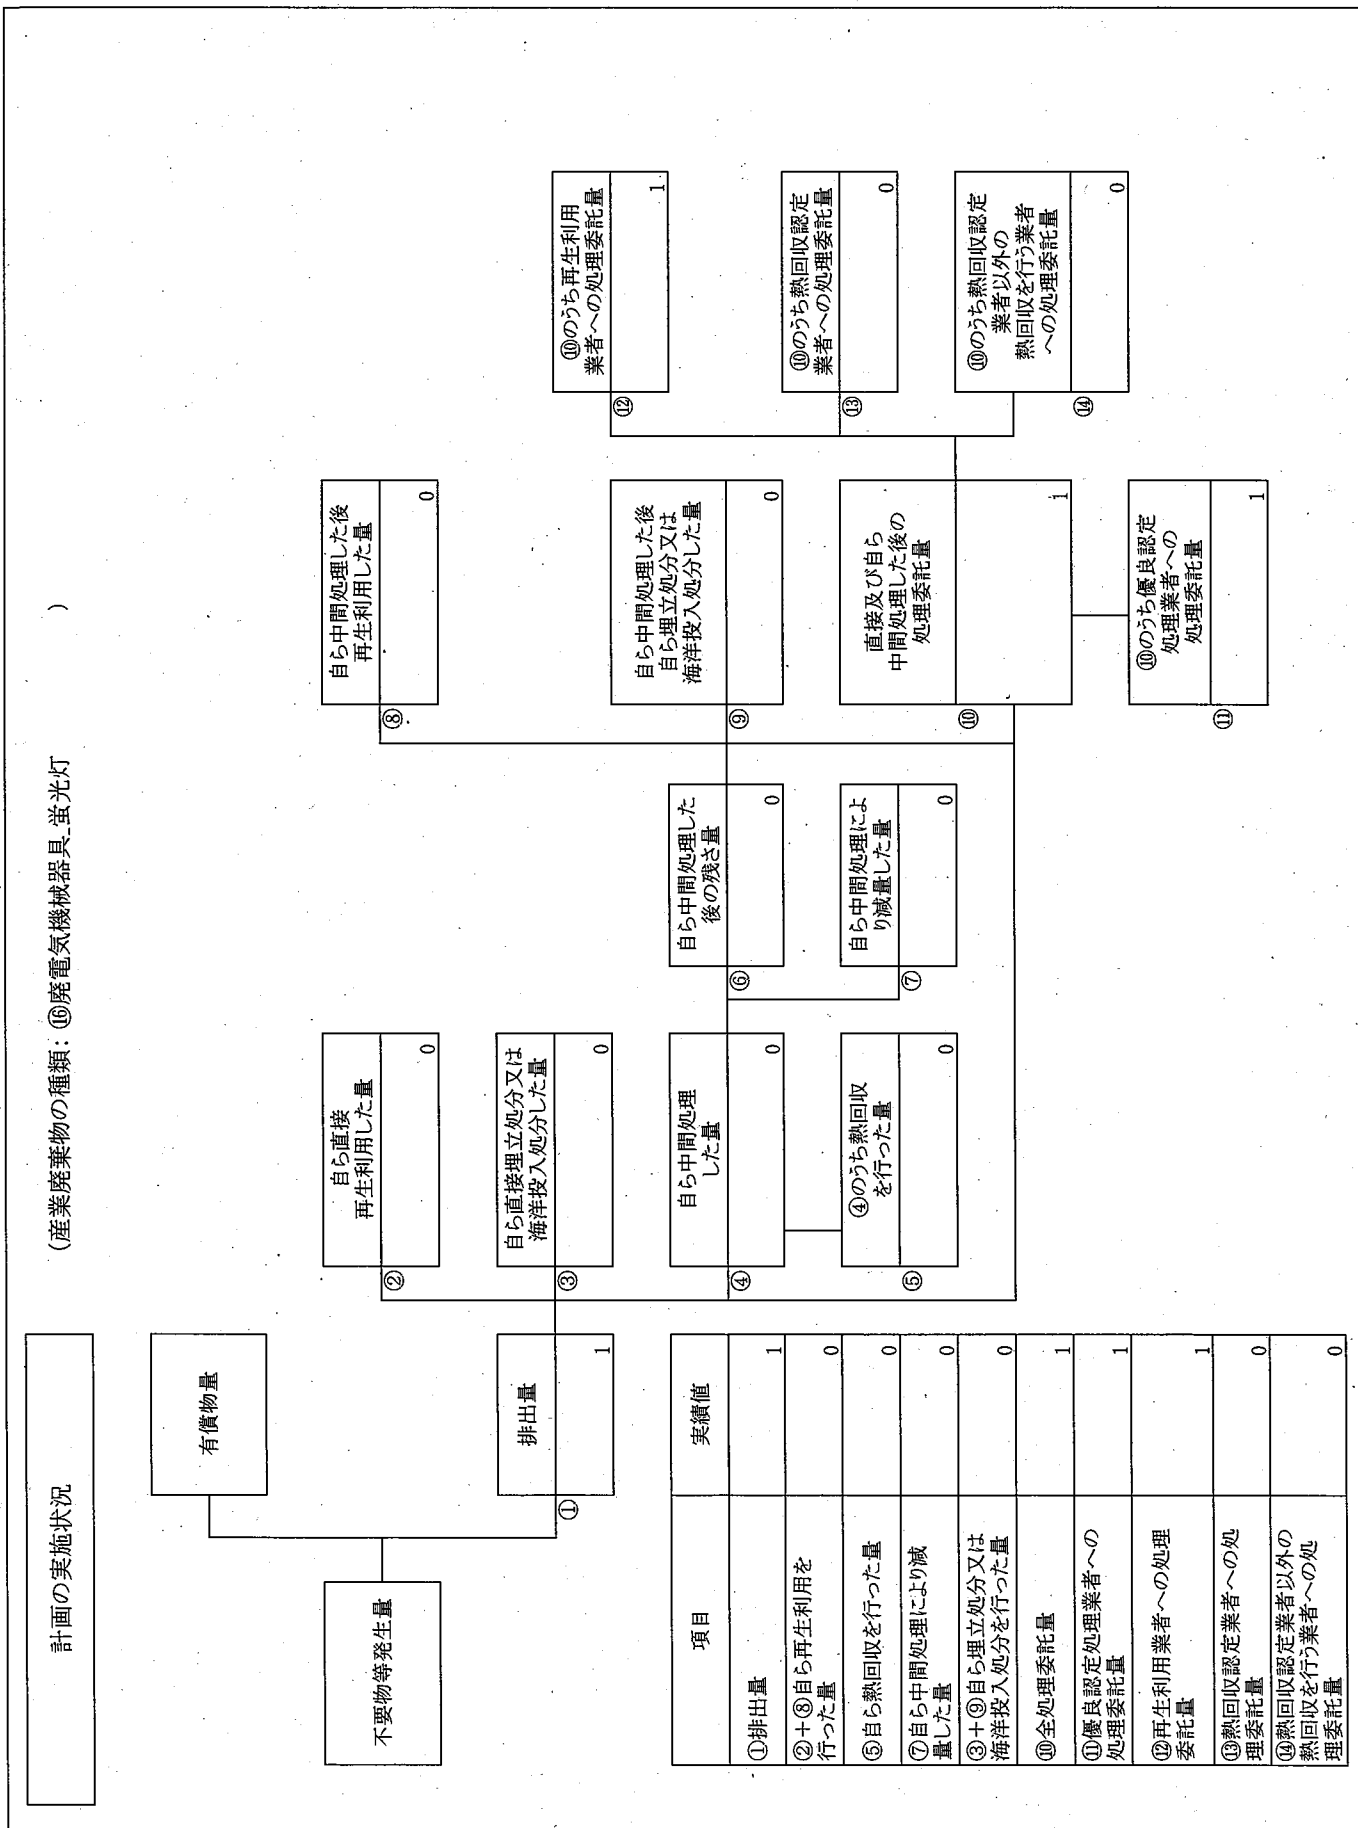 計画の実施状況
(産業廃棄物の種類：⑯廃電気機械器具_蛍光灯 )
不要物等発生量
有償物量
①
排出量
1
②
自ら直接
再生利用した量
0
③
自ら直接埋立処分又は
海洋投入処分した量
0
④
自ら中間処理
した量
0
⑤
④のうち熱回収
を行った量
0
⑥
自ら中間処理した
後の残さ量
0
⑦
自ら中間処理によ
り減量した量
0
⑧
自ら中間処理した後
再生利用した量
0
⑨
自ら中間処理した後
自ら埋立処分又は
海洋投入処分した量
0
⑩
直接及び自ら
中間処理した後の
処理委託量
1
⑪
⑩のうち優良認定
処理業者への
処理委託量
1
⑫
⑩のうち再生利用
業者への処理委託量
1
⑬
⑩のうち熱回収認定
業者への処理委託量
0
⑭
⑩のうち熱回収認定
業者以外の
熱回収を行う業者
への処理委託量
0
項目 実績値
①排出量 1
②+⑧自ら再生利用を
行った量 0
⑤自ら熱回収を行った量 0
⑦自ら中間処理により減
量した量 0
③+⑨自ら埋立処分又は
海洋投入処分を行った量 0
⑩全処理委託量 1
⑪優良認定処理業者への
処理委託量 1
⑫再生利用業者への処理
委託量 1
⑬熱回収認定業者への処
理委託量 0
⑭熱回収認定業者以外の
熱回収を行う業者への処
理委託量 0